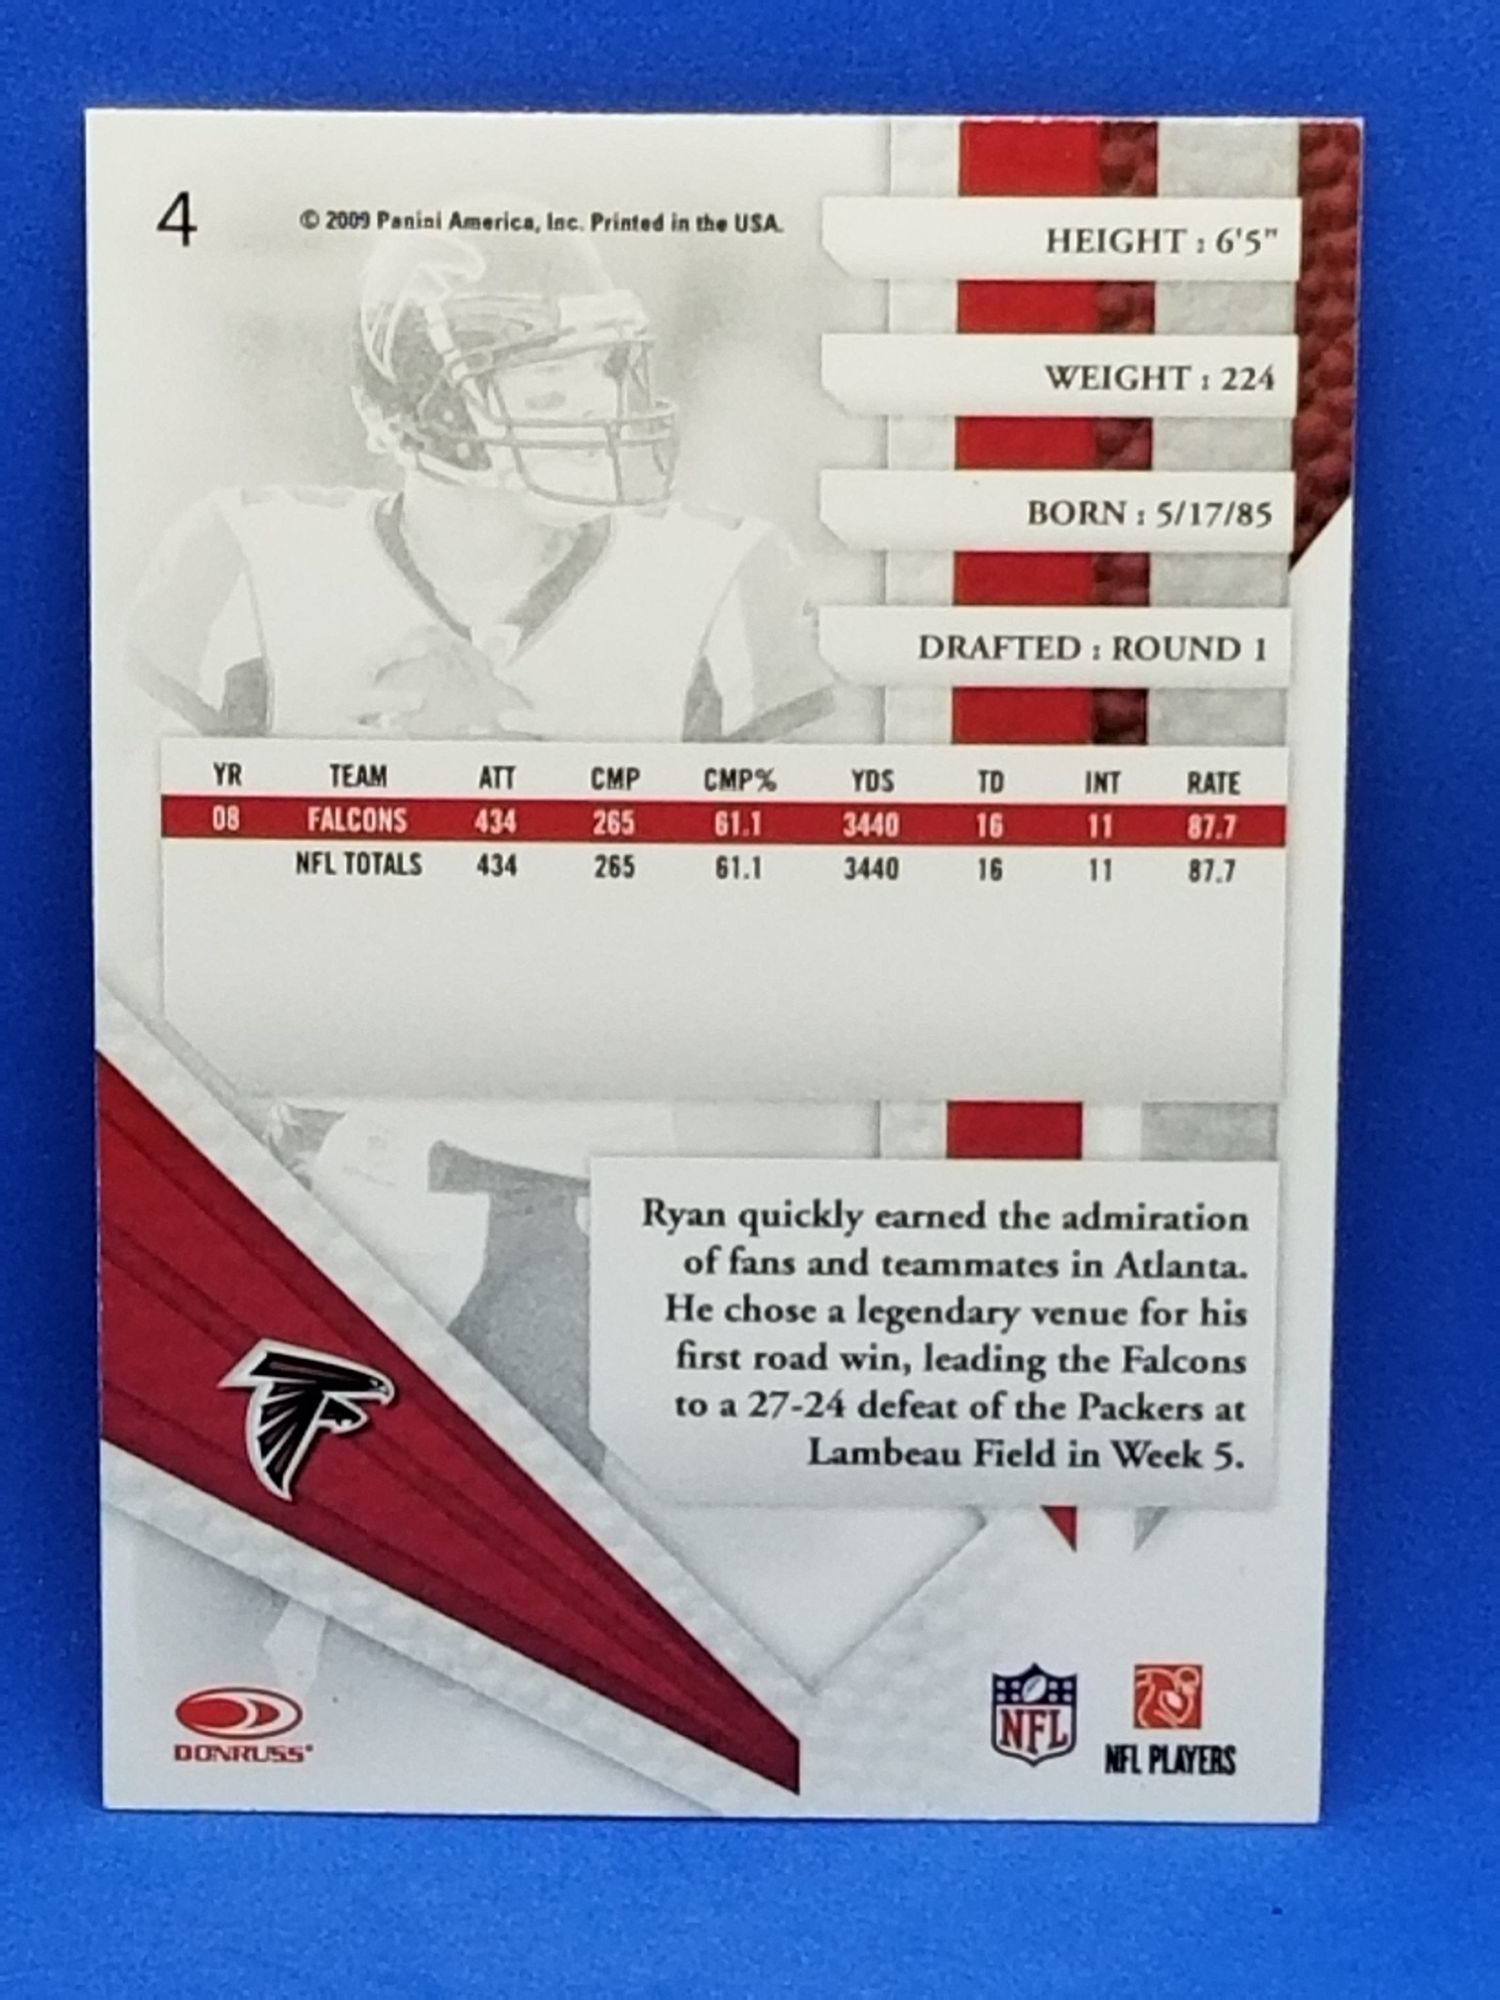 4
© 2009 Panini America, Inc. Printed in the USA.
HEIGHT : 6'5"
WEIGHT : 224
BORN : 5/17/85
DRAFTED : ROUND 1
YR TEAM ATT CMP CMP% YDS TD INT RATE
08 FALCONS 434 265 61.1 3440 16 11 87.7
NFL TOTALS 434 265 61.1 3440 16 11 87.7
Ryan quickly earned the admiration
of fans and teammates in Atlanta.
He chose a legendary venue for his
first road win, leading the Falcons
to a 27-24 defeat of the Packers at
Lambeau Field in Week 5.
DONRUSS
NFL
NFL PLAYERS